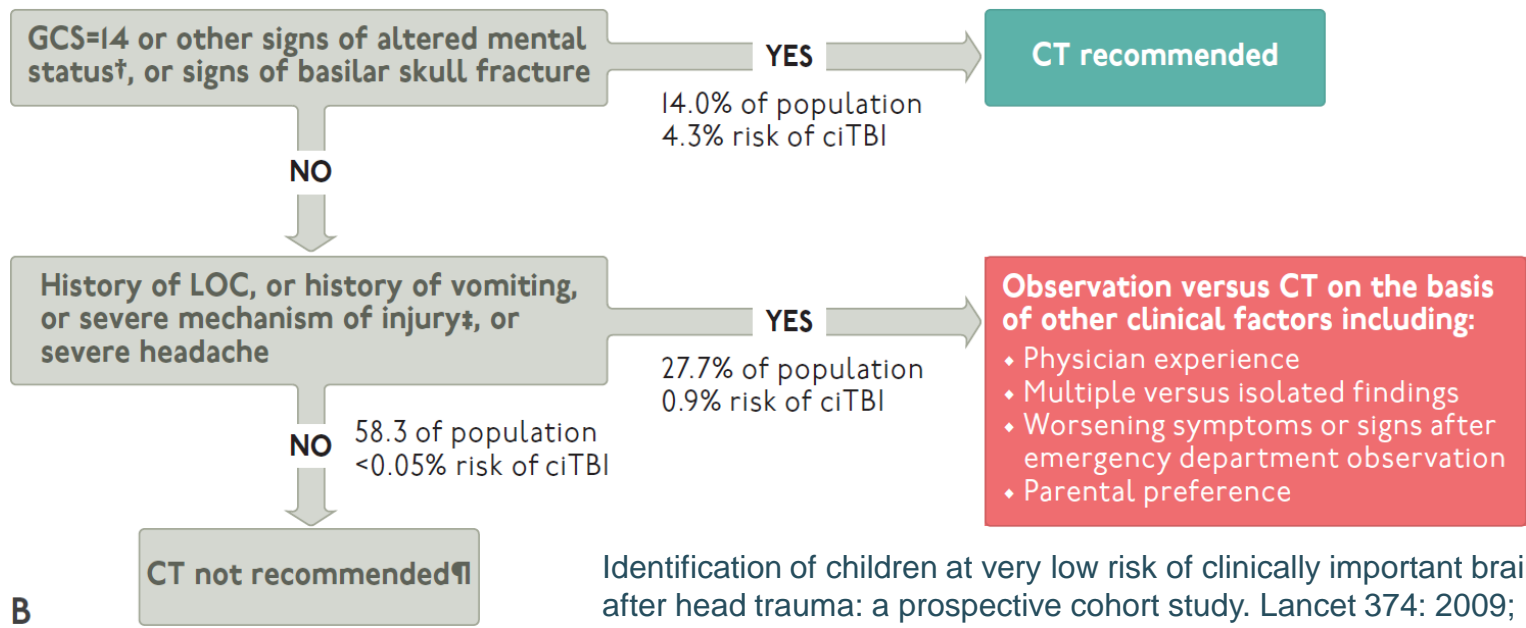 GCS=14 or other signs of altered mental
status†, or signs of basilar skull fracture
YES
14.0% of population
4.3% risk of ciTBI
CT recommended
NO
History of LOC, or history of vomiting,
or severe mechanism of injury‡, or
severe headache
YES
27.7% of population
0.9% risk of ciTBI
Observation versus CT on the basis
of other clinical factors including:
◆ Physician experience
◆ Multiple versus isolated findings
◆ Worsening symptoms or signs after
emergency department observation
◆ Parental preference
NO
58.3 of population
<0.05% risk of ciTBI
CT not recommended¶
B
Identification of children at very low risk of clinically important brai
after head trauma: a prospective cohort study. Lancet 374: 2009;